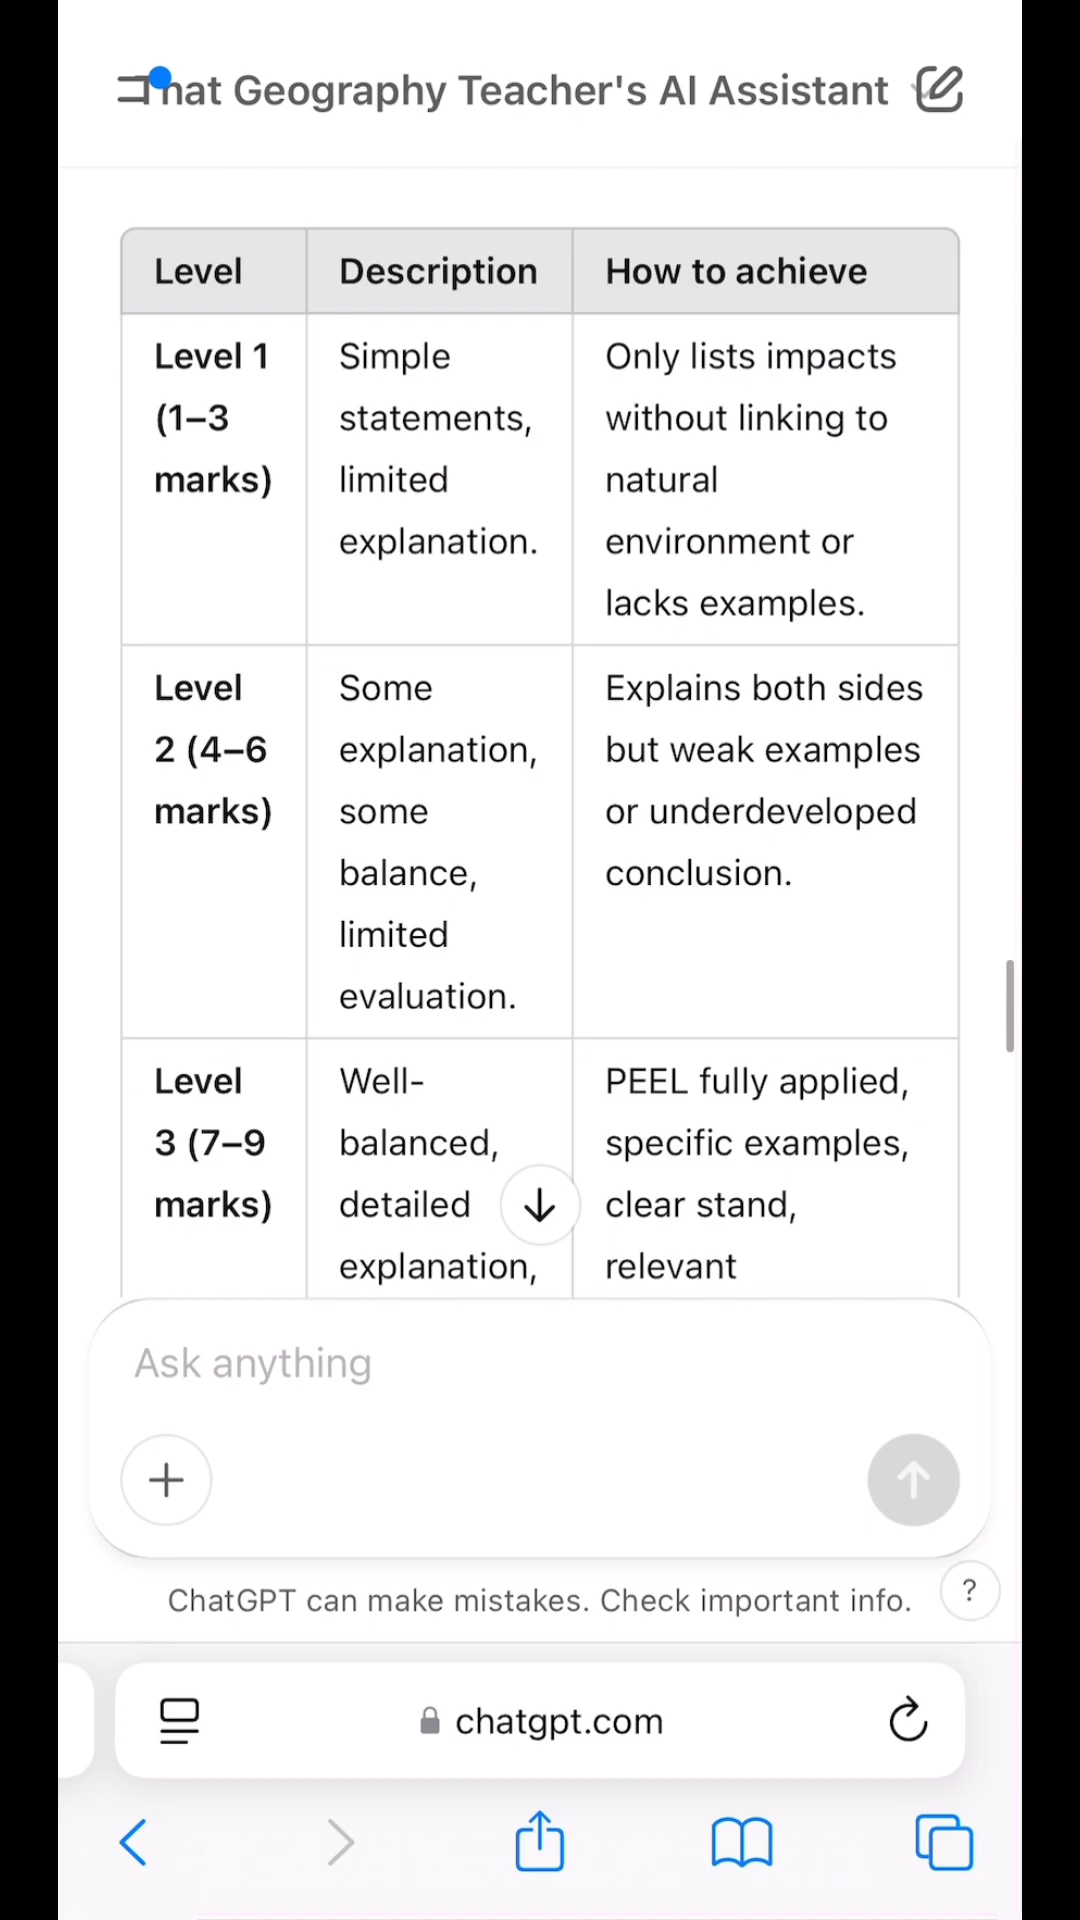 hat Geography Teacher's AI Assistant
Level Description How to achieve
Level 1 Simple Only lists impacts
(1–3 statements, without linking to
marks) limited natural
explanation. environment or
lacks examples.
Level Some Explains both sides
2 (4–6 explanation, but weak examples
marks) some or underdeveloped
balance, conclusion.
limited
evaluation.
Level Well- PEEL fully applied,
3 (7–9 balanced, specific examples,
marks) detailed clear stand,
explanation, relevant
Ask anything
ChatGPT can make mistakes. Check important info. ?
chatgpt.com